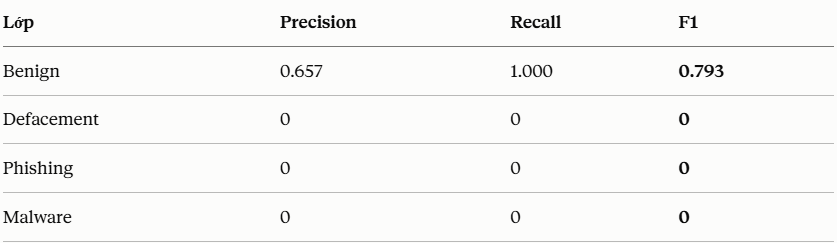 Lớp Precision Recall F1
Benign 0.657 1.000 0.793
Defacement 0 0 0
Phishing 0 0 0
Malware 0 0 0